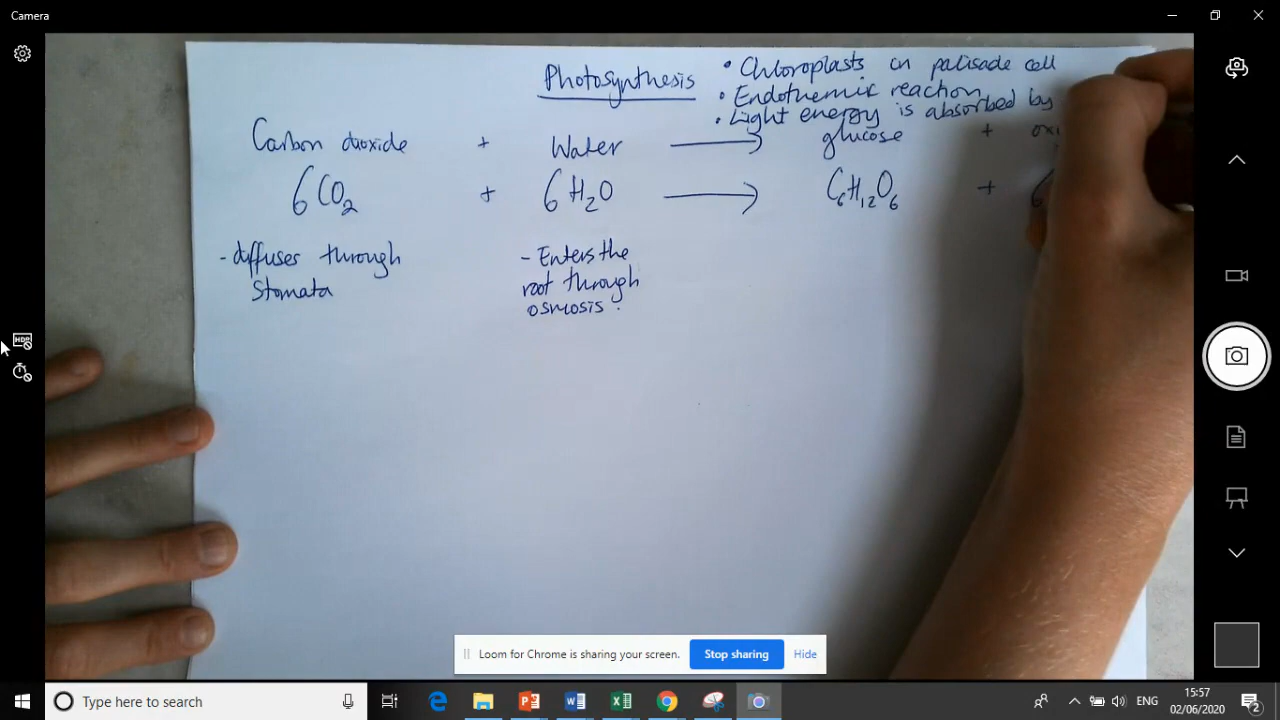 Camera
Photosynthesis
• Chloroplasts in palisade cell
• Endothermic reaction
• Light energy is absorbed by
Carbon dioxide + Water → glucose +
6CO2 + 6H2O → C6H12O6 + 6
- diffuses through
Stomata
- Enters the
root through
osmosis.
Loom for Chrome is sharing your screen. Stop sharing Hide
Type here to search
ENG
15:57
02/06/2020
2